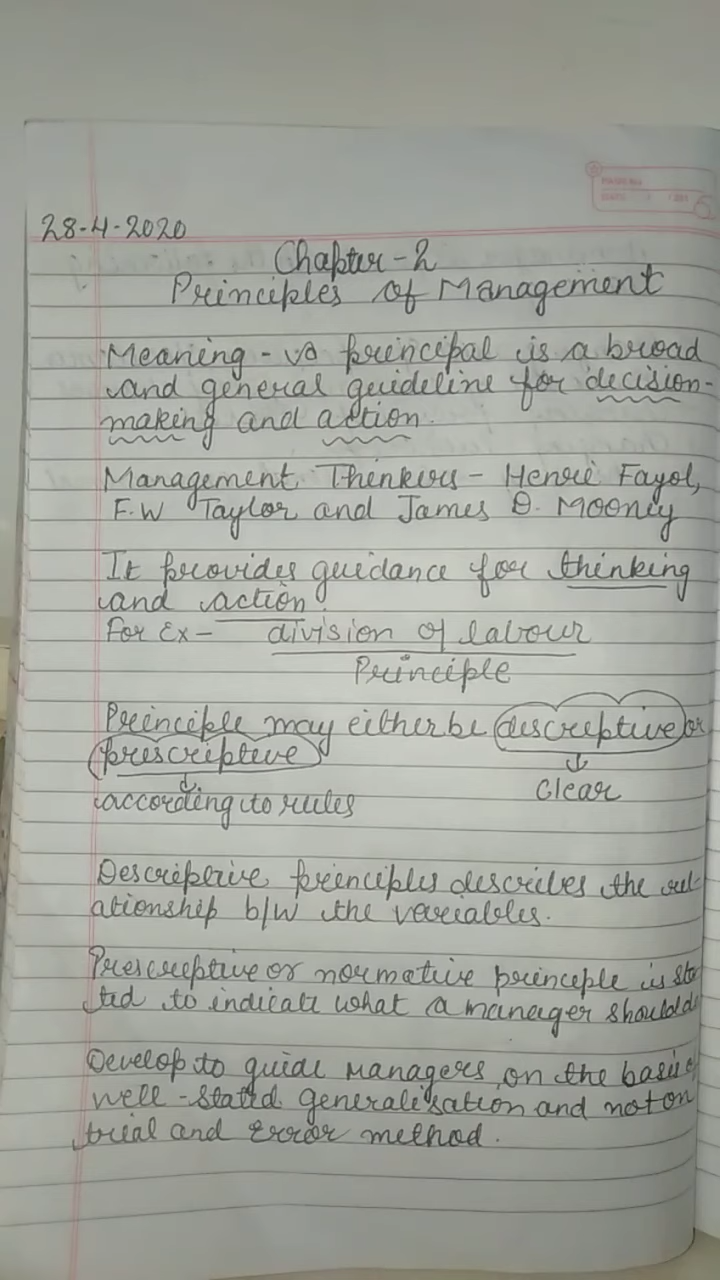 28-4-2020
Chapter-2
Principles of Management
Meaning - A principal is a broad
and general guideline for decision-
making and action.
Management Thinkers - Henri Fayol,
F.W Taylor and James D. Mooney
It provides guidance for thinking
and action.
For Ex- division of labour
Principle
Principle may either be descriptive or
prescriptive
according to rules
Clear
Descriptive principles describes the rel-
ationship b/w the variables.
Prescriptive or normative principle is sta
ted to indicate what a manager should d
Develop to guide Managers, on the basis o
well-stated generalisation and not on
trial and Error method.